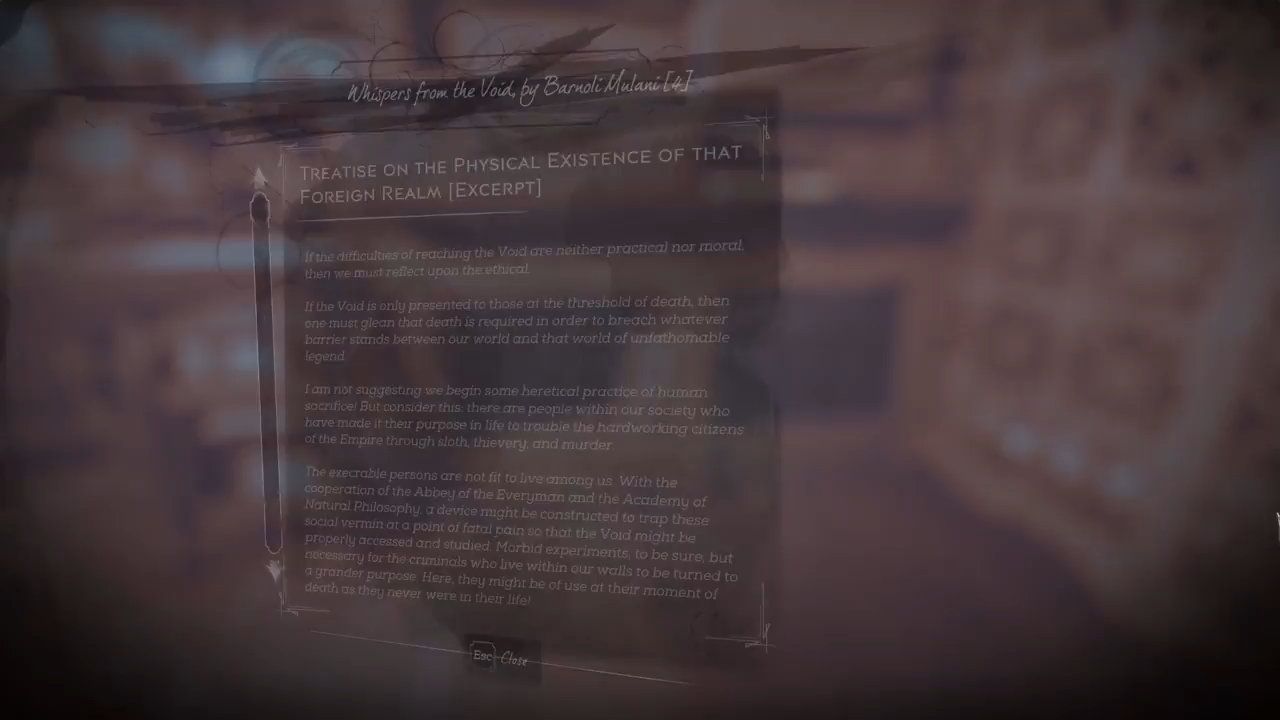 Whispers from the Void, by Barnoli Mulani [4]
Treatise on the Physical Existence of that
Foreign Realm [Excerpt]
If the difficulties of reaching the Void are neither practical nor moral,
then we must reflect upon the ethical.
If the Void is only presented to those at the threshold of death, then
one must glean that death is required in order to breach whatever
barrier stands between our world and that world of unfathomable
legend.
I am not suggesting we begin some heretical practice of human
sacrifice! But consider this: there are people within our society who
have made it their purpose in life to trouble the hardworking citizens
of the Empire through sloth, thievery, and murder.
The execrable persons are not fit to live among us. With the
cooperation of the Abbey of the Everyman and the Academy of
Natural Philosophy, a device might be constructed to trap these
social vermin at a point of fatal pain so that the Void might be
properly accessed and studied. Morbid experiments, to be sure, but
necessary for the criminals who live within our walls to be turned to
a grander purpose. Here, they might be of use at their moment of
death as they never were in their life!
Esc Close